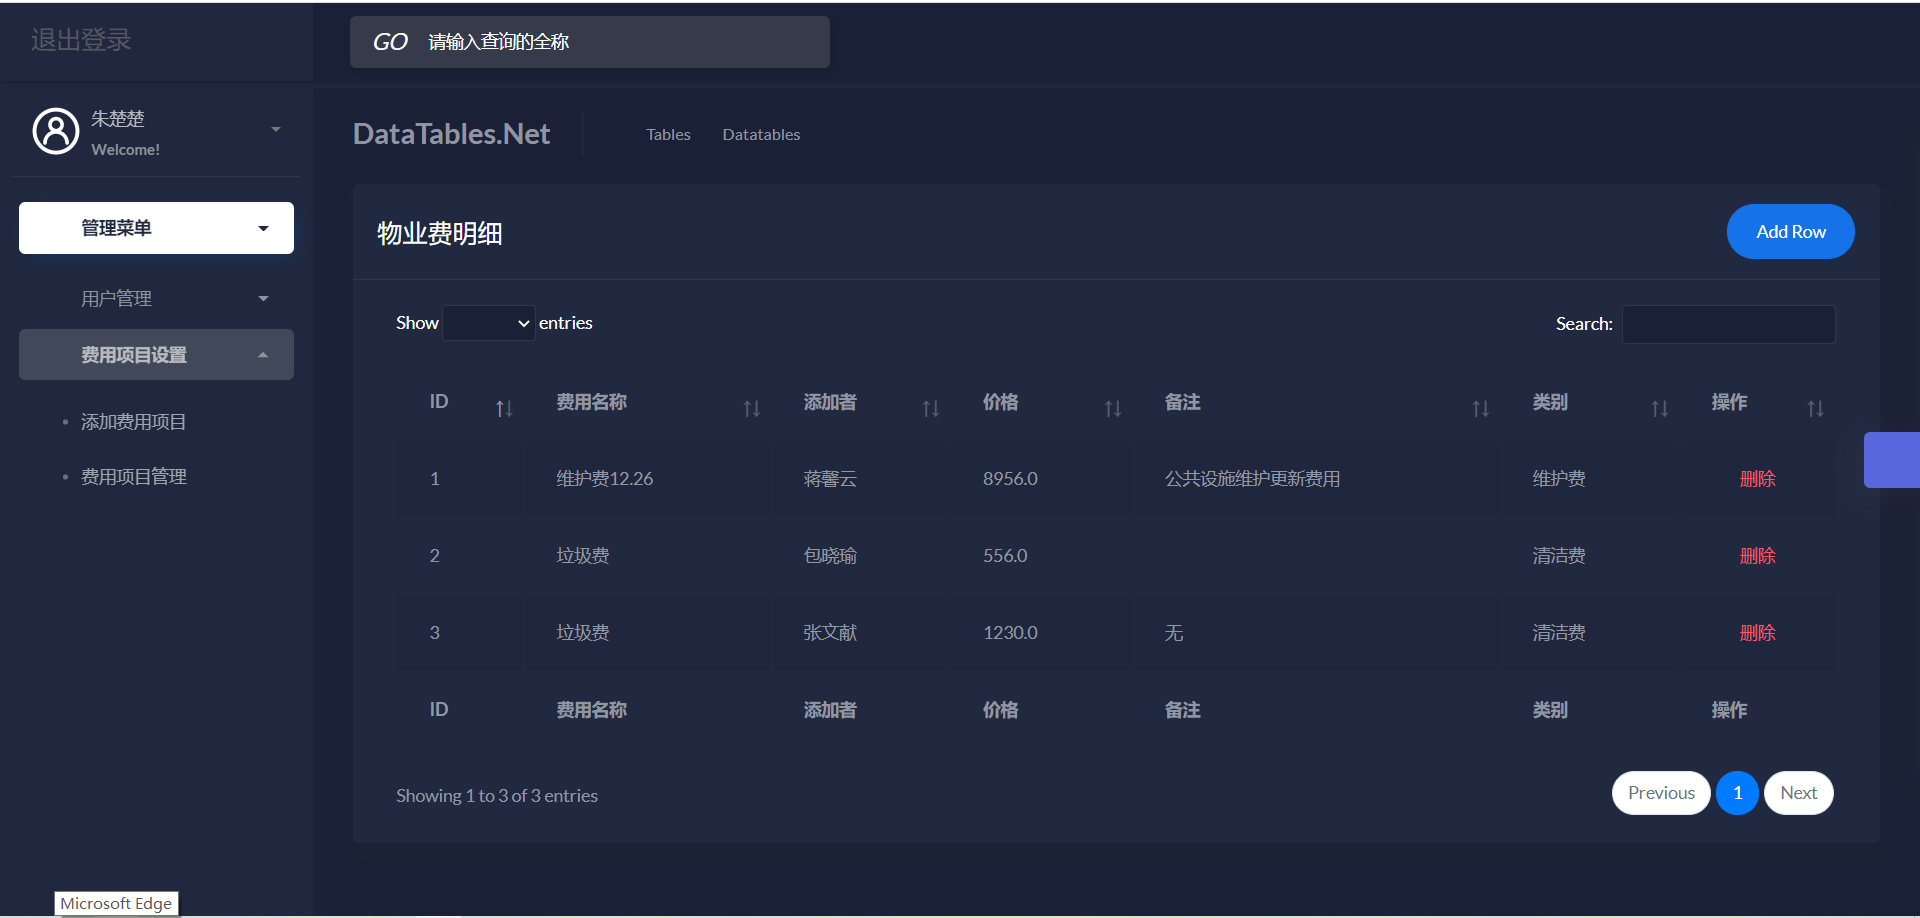 退出登录
GO 请输入查询的全称
朱楚楚
Welcome!
DataTables.Net Tables Datatables
管理菜单
物业费明细 Add Row
用户管理
Show entries Search:
费用项目设置
ID 费用名称 添加者 价格 备注 类别 操作
添加费用项目
费用项目管理
1 维护费12.26 蒋馨云 8956.0 公共设施维护更新费用 维护费 删除
2 垃圾费 包晓瑜 556.0 清洁费 删除
3 垃圾费 张文献 1230.0 无 清洁费 删除
ID 费用名称 添加者 价格 备注 类别 操作
Showing 1 to 3 of 3 entries Previous 1 Next
Microsoft Edge